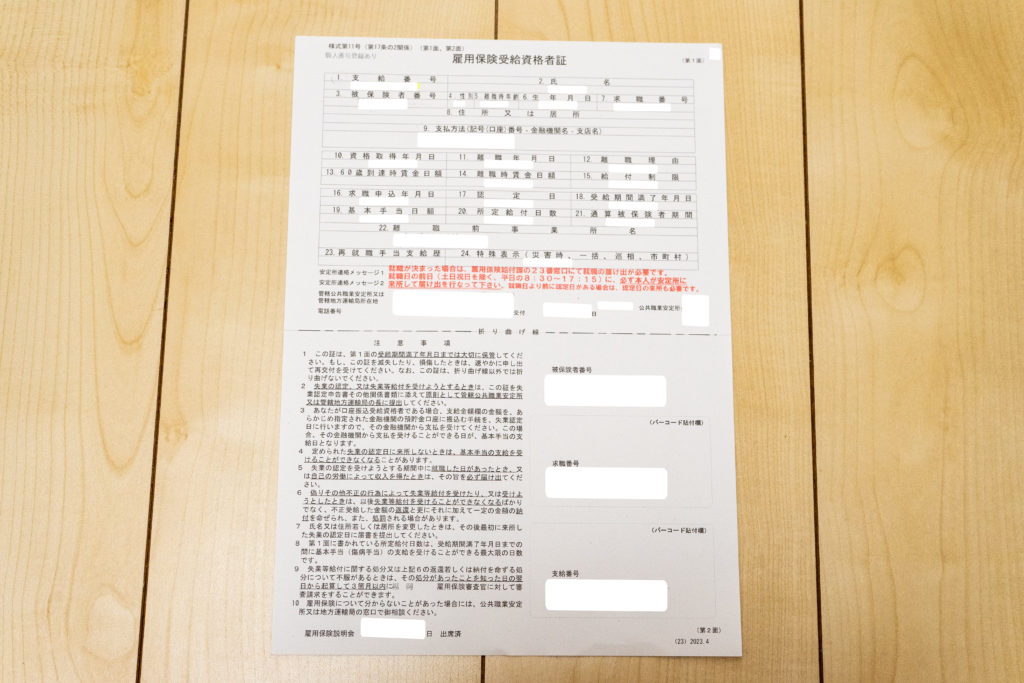 様式第11号（第17条の2関係）（第1面、第2面）
個人番号登録あり
雇用保険受給資格者証
（第1面）
1. 支給番号 2. 氏名
3. 被保険者番号 4. 性別 5. 離職時年齢 6. 生年月日 7. 求職番号
8. 住所又は居所
9. 支払方法(記号(口座)番号 - 金融機関名 - 支店名)
10. 資格取得年月日 11. 離職年月日 12. 離職理由
13. 60歳到達時賃金日額 14. 離職時賃金日額 15. 給付制限
16. 求職申込年月日 17. 認定日 18. 受給期間満了年月日
19. 基本手当日額 20. 所定給付日数 21. 通算被保険者期間
22. 離職前事業所名
23. 再就職手当支給歴 24. 特殊表示（災害時、一括、巡相、市町村）
安定所連絡メッセージ1 就職が決まった場合は、雇用保険給付課の23番窓口にて就職の届け出が必要です。
就職日の前日（土日祝日を除く、平日の8：30～17：15）に、必ず本人が安定所に
安定所連絡メッセージ2 来所して届け出を行なって下さい。就職日より前に認定日がある場合は、認定日の来所も必要です。
管轄公共職業安定所又は
管轄地方運輸局所在地
電話番号
交付 日 公共職業安定所
折り曲げ線
注意事項
1 この証は、第1面の受給期間満了年月日までは大切に保管してくだ
さい。もし、この証を滅失したり、損傷したときは、速やかに申し出
て再交付を受けてください。なお、この証は、折り曲げ線以外では折
り曲げないでください。
2 失業の認定、又は失業等給付を受けようとするときは、この証を失
業認定申告書その他関係書類に添えて原則として管轄公共職業安定所
又は管轄地方運輸局の長に提出してください。
3 あなたが口座振込受給資格者である場合、支給金額欄の金額を、あ
らかじめ指定された金融機関の預貯金口座に振込む手続を、失業認定
日に行いますので、その金融機関から支払を受けてください。この場
合、その金融機関から支払を受けることができる日が、基本手当の支
給日となります。
4 定められた失業の認定日に来所しないときは、基本手当の支給を受
けることができなくなることがあります。
5 失業の認定を受けようとする期間中に就職した日があったとき、又
は自己の労働によって収入を得たときは、その旨を必ず届け出てくだ
さい。
6 偽りその他不正の行為によって失業等給付を受けたり、又は受けよ
うとしたときは、以後失業等給付を受けることができなくなるばかり
でなく、不正受給した金額の返還と更にそれに加えて一定の金額の納
付を命ぜられ、また、処罰される場合があります。
7 氏名又は住所若しくは居所を変更したときは、その後最初に来所し
た失業の認定日に届書を提出してください。
8 第1面に書かれている所定給付日数は、受給期間満了年月日までの
間に基本手当（傷病手当）の支給を受けることができる最大限の日数
です。
9 失業等給付に関する処分又は上記6の返還若しくは納付を命ずる処
分について不服があるときは、その処分があったことを知った日の翌
日から起算して3箇月以内に福岡 雇用保険審査官に対して審
査請求をすることができます。
10 雇用保険について分からないことがあった場合には、公共職業安定
所又は地方運輸局の窓口で御相談ください。
雇用保険説明会 日 出席済
被保険者番号
（バーコード貼付欄）
求職番号
（バーコード貼付欄）
支給番号
（第2面）
(23) 2023.4